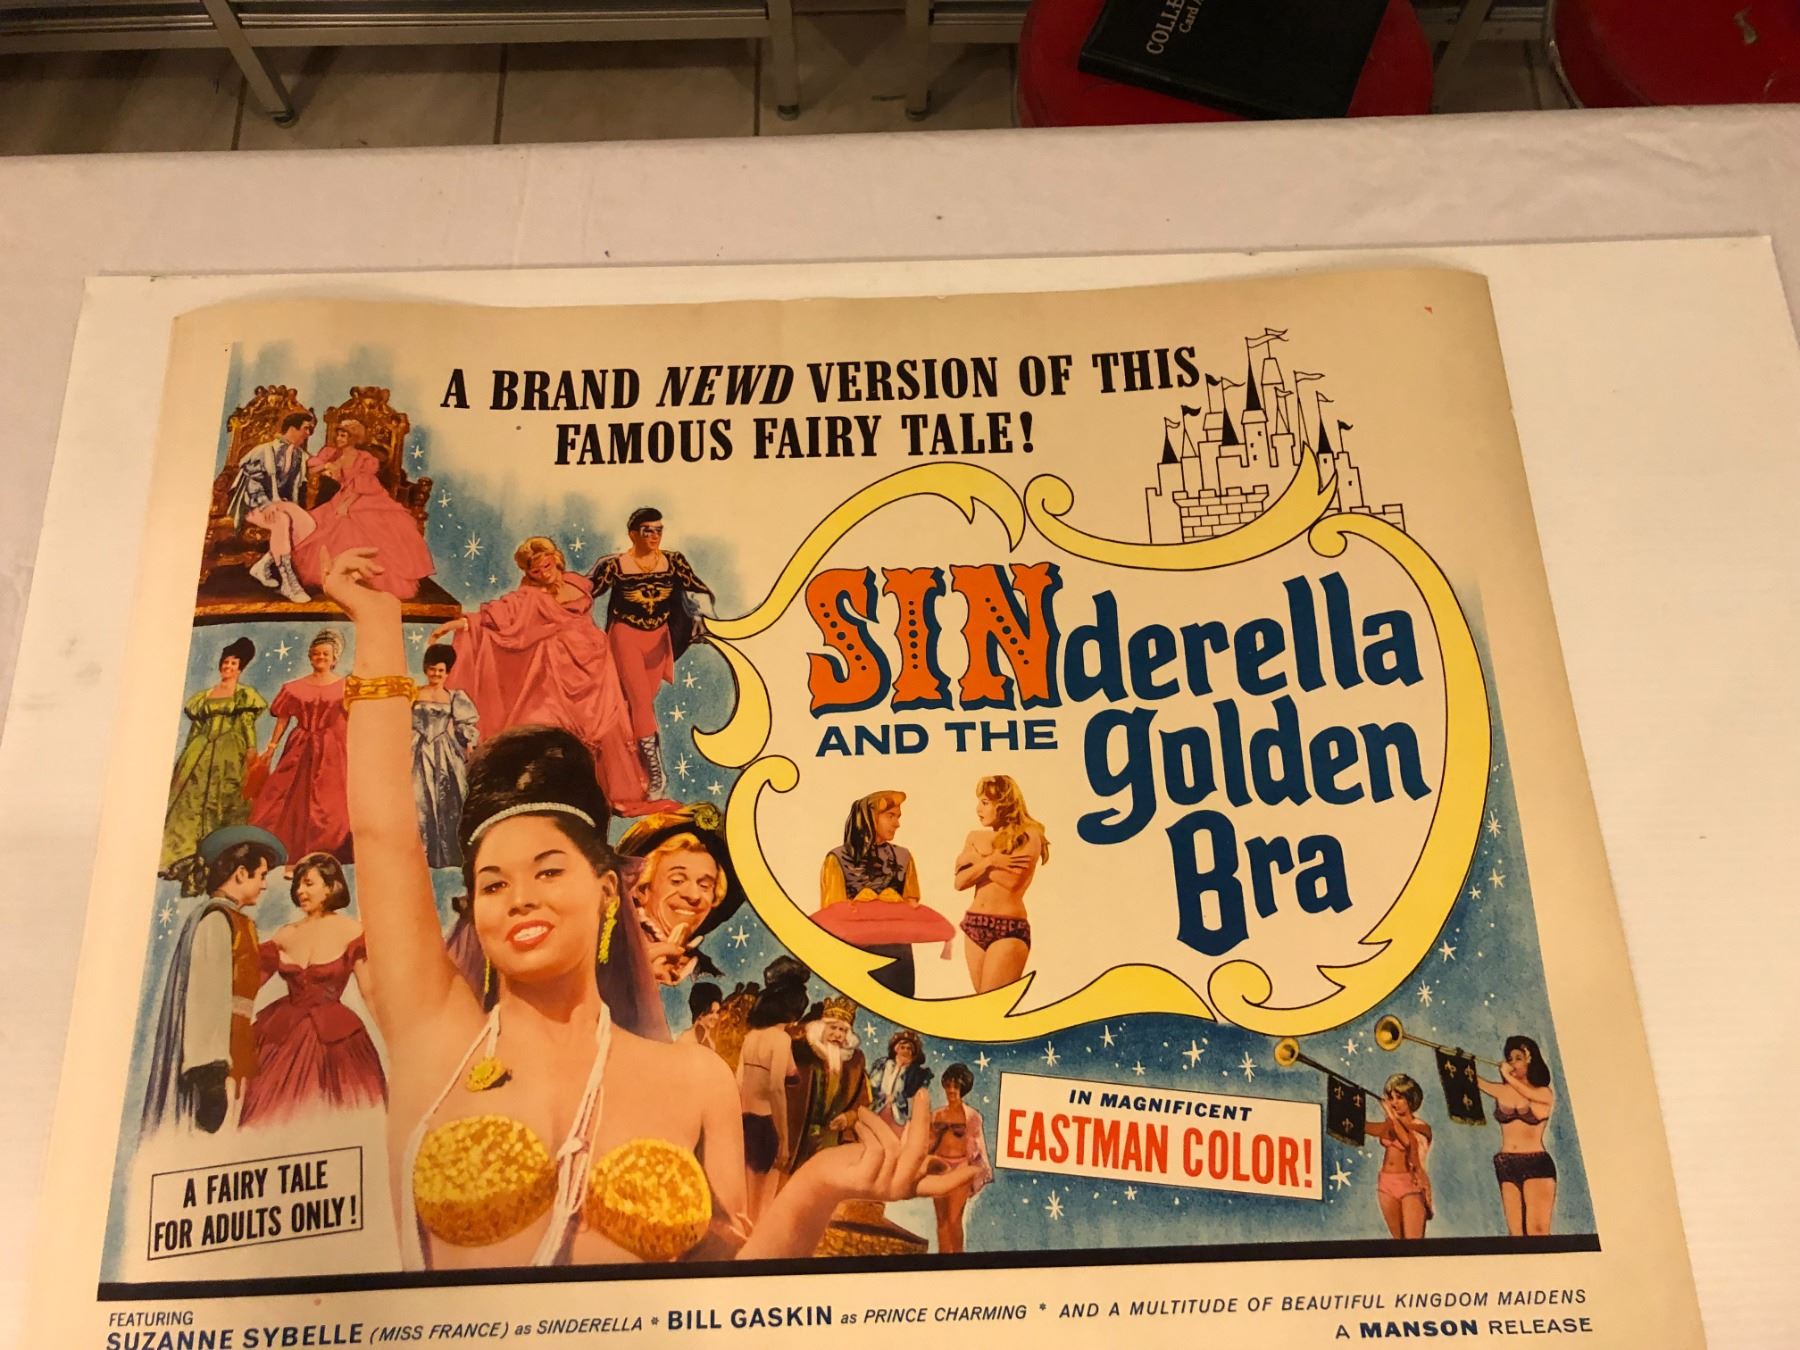 COLLE
Card
A BRAND NEWD VERSION OF THIS
FAMOUS FAIRY TALE!
SINderella
AND THE golden
Bra
IN MAGNIFICENT
EASTMAN COLOR!
A FAIRY TALE
FOR ADULTS ONLY!
FEATURING
SUZANNE SYBELLE (MISS FRANCE) as SINDERELLA * BILL GASKIN as PRINCE CHARMING * AND A MULTITUDE OF BEAUTIFUL KINGDOM MAIDENS
A MANSON RELEASE